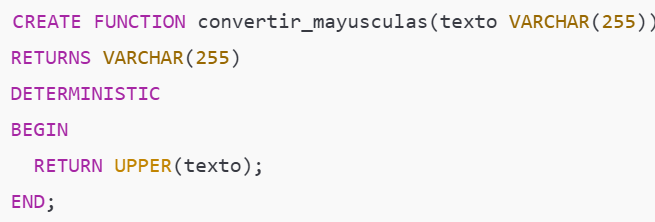 CREATE FUNCTION convertir_mayusculas(texto VARCHAR(255))
RETURNS VARCHAR(255)
DETERMINISTIC
BEGIN
  RETURN UPPER(texto);
END;